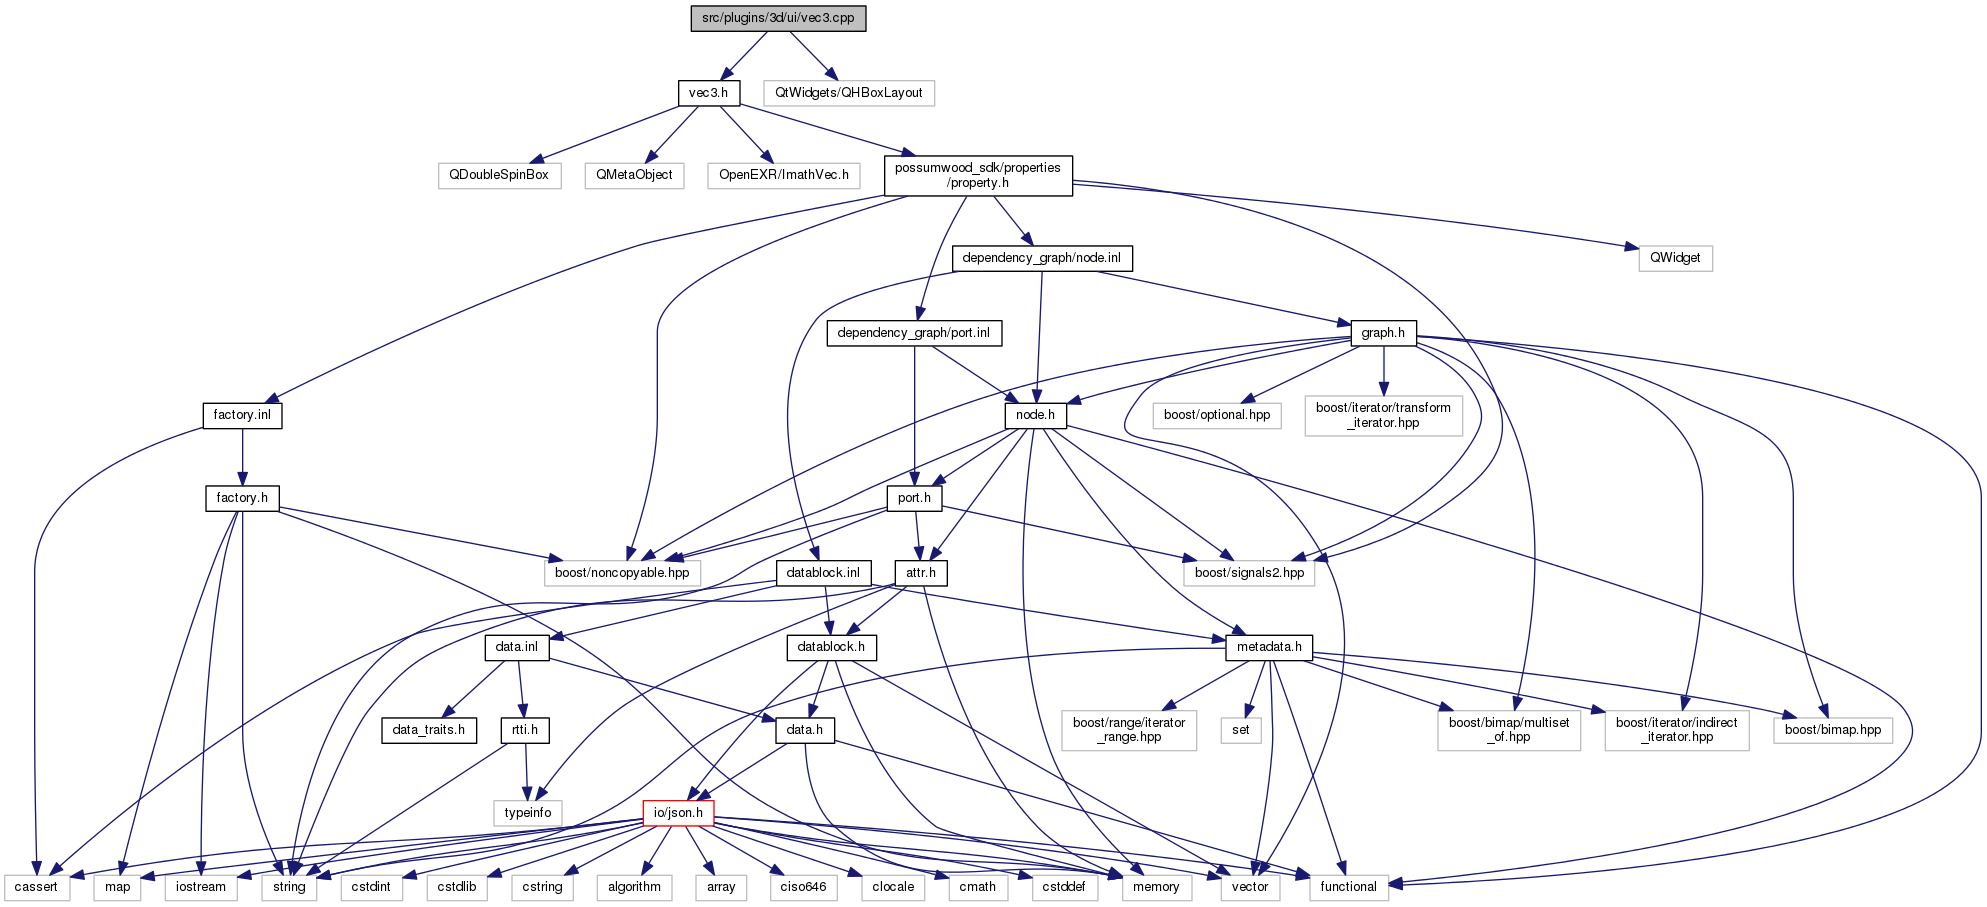 src/plugins/3d/ui/vec3.cpp
vec3.h
QtWidgets/QHBoxLayout
QDoubleSpinBox
QMetaObject
OpenEXR/ImathVec.h
possumwood_sdk/properties
/property.h
dependency_graph/node.inl
QWidget
dependency_graph/port.inl
graph.h
factory.inl
node.h
boost/optional.hpp
boost/iterator/transform
_iterator.hpp
factory.h
port.h
boost/noncopyable.hpp
datablock.inl
attr.h
boost/signals2.hpp
data.inl
datablock.h
metadata.h
data_traits.h
rtti.h
data.h
boost/range/iterator
_range.hpp
set
boost/bimap/multiset
_of.hpp
boost/iterator/indirect
_iterator.hpp
boost/bimap.hpp
typeinfo
io/json.h
cassert
map
iostream
string
cstdint
cstdlib
cstring
algorithm
array
ciso646
clocale
cmath
cstddef
memory
vector
functional